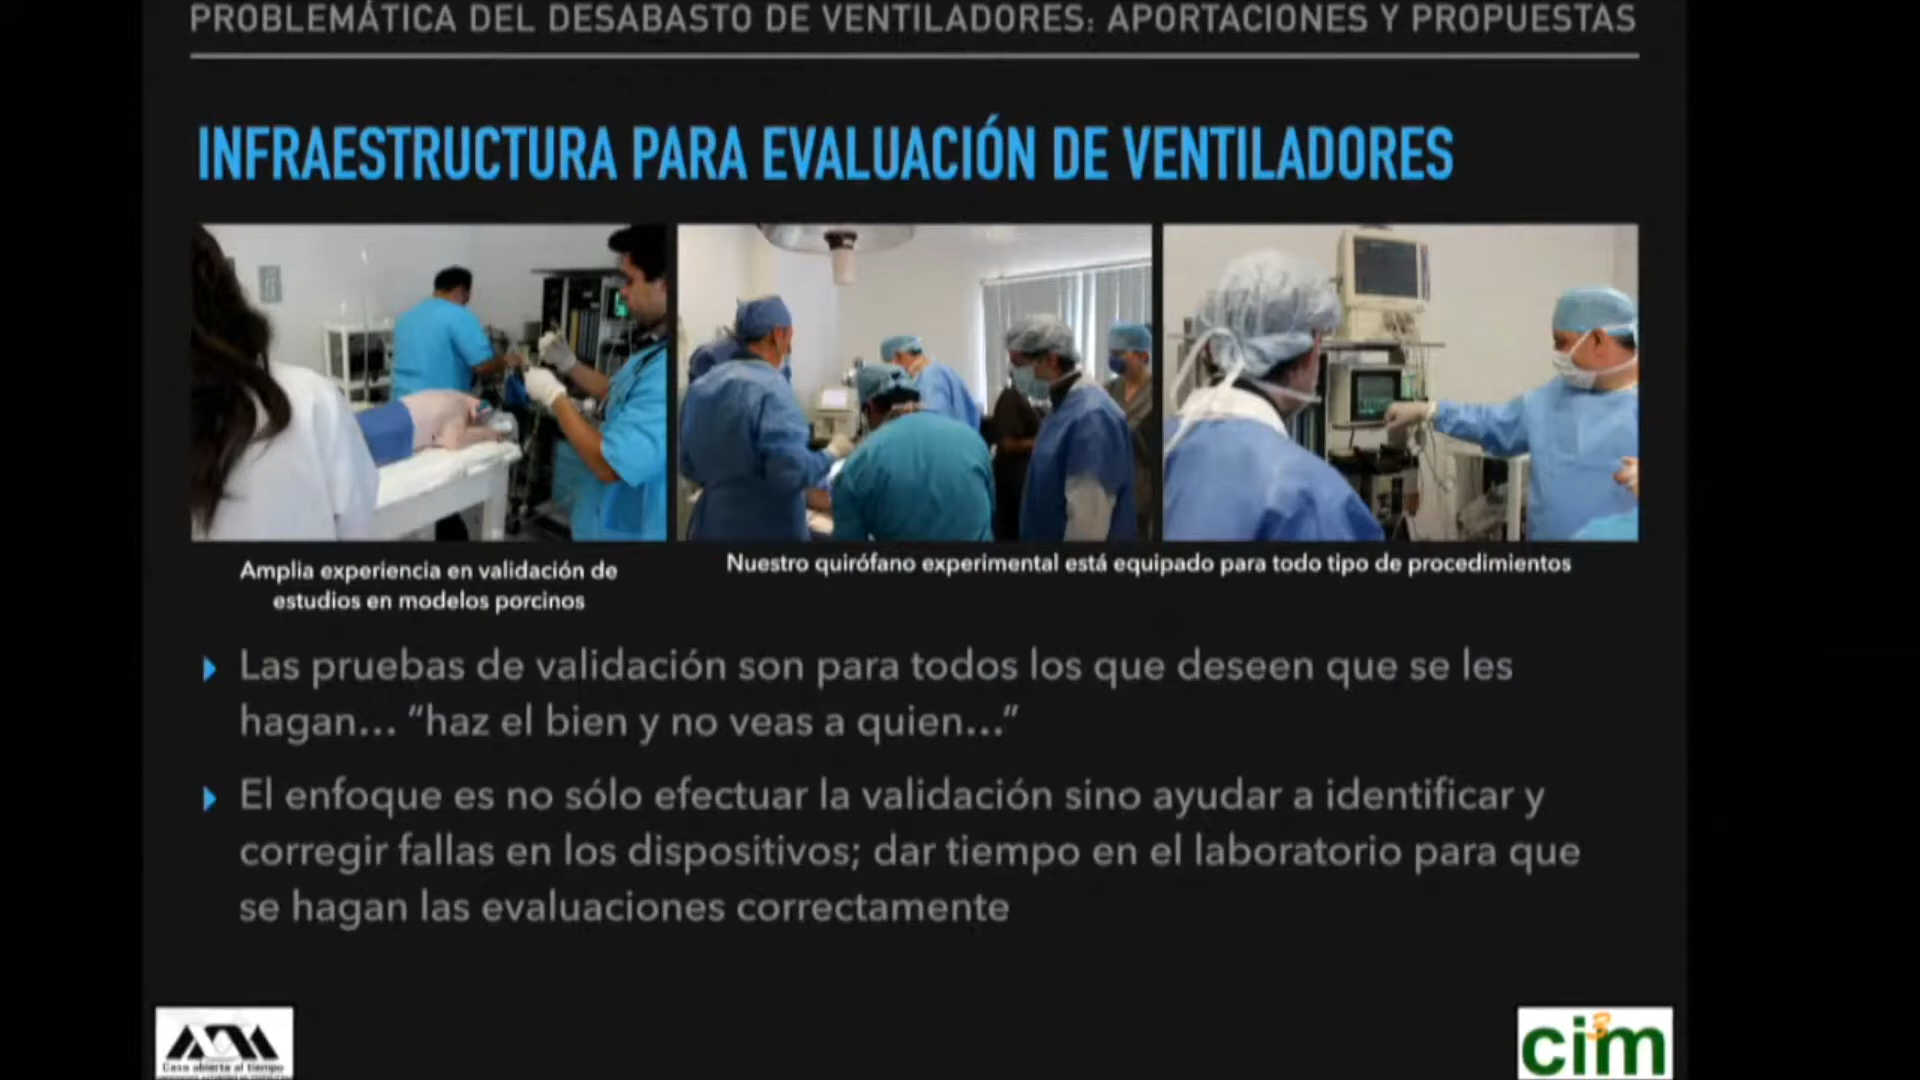 PROBLEMÁTICA DEL DESABASTO DE VENTILADORES: APORTACIONES Y PROPUESTAS
INFRAESTRUCTURA PARA EVALUACIÓN DE VENTILADORES
Amplia experiencia en validación de
estudios en modelos porcinos
Nuestro quirófano experimental está equipado para todo tipo de procedimientos
Las pruebas de validación son para todos los que deseen que se les
hagan... “haz el bien y no veas a quien...”
El enfoque es no sólo efectuar la validación sino ayudar a identificar y
corregir fallas en los dispositivos; dar tiempo en el laboratorio para que
se hagan las evaluaciones correctamente
Casa abierta al tiempo
ci3m